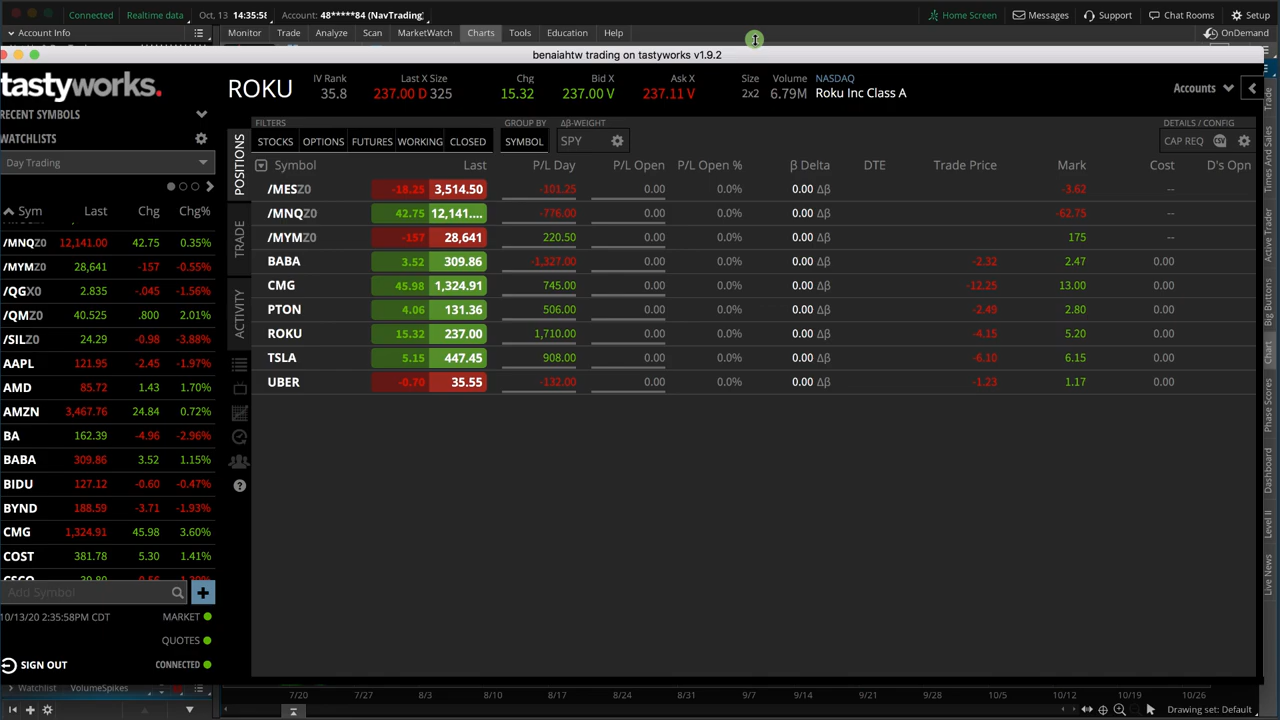 Connected Realtime data Oct, 13 14:35:58 Account: 48*****84 (NavTrading) Home Screen Messages Support Chat Rooms Setup
Account Info Monitor Trade Analyze Scan MarketWatch Charts Tools Education Help OnDemand
benaiahtw trading on tastyworks v1.9.2
tastyworks.
ROKU
IV Rank Last X Size Chg Bid X Ask X Size Volume NASDAQ
35.8 237.00 D 325 15.32 237.00 V 237.11 V 2x2 6.79M Roku Inc Class A
Accounts
RECENT SYMBOLS
WATCHLISTS
Day Trading
Sym Last Chg Chg%
/MNQZ0 12,141.00 42.75 0.35%
/MYMZ0 28,641 -157 -0.55%
/QGX0 2.835 -.045 -1.56%
/QMZ0 40.525 .800 2.01%
/SILZ0 24.29 -0.98 -3.88%
AAPL 121.95 -2.45 -1.97%
AMD 85.72 1.43 1.70%
AMZN 3,467.76 24.84 0.72%
BA 162.39 -4.96 -2.96%
BABA 309.86 3.52 1.15%
BIDU 127.12 -0.60 -0.47%
BYND 188.59 -3.71 -1.93%
CMG 1,324.91 45.98 3.60%
COST 381.78 5.30 1.41%
Add Symbol
10/13/20 2:35:58PM CDT MARKET
QUOTES
SIGN OUT CONNECTED
POSITIONS
TRADE
ACTIVITY
FILTERS GROUP BY Δβ-WEIGHT DETAILS / CONFIG
STOCKS OPTIONS FUTURES WORKING CLOSED SYMBOL SPY CAP REQ
Symbol Last P/L Day P/L Open P/L Open % β Delta DTE Trade Price Mark Cost D's Opn
/MESZ0 -18.25 3,514.50 -101.25 0.00 0.0% 0.00 Δβ -3.62 --
/MNQZ0 42.75 12,141.... -776.00 0.00 0.0% 0.00 Δβ -62.75 --
/MYMZ0 -157 28,641 220.50 0.00 0.0% 0.00 Δβ 175 --
BABA 3.52 309.86 -1,327.00 0.00 0.0% 0.00 Δβ -2.32 2.47 0.00
CMG 45.98 1,324.91 745.00 0.00 0.0% 0.00 Δβ -12.25 13.00 0.00
PTON 4.06 131.36 506.00 0.00 0.0% 0.00 Δβ -2.49 2.80 0.00
ROKU 15.32 237.00 1,710.00 0.00 0.0% 0.00 Δβ -4.15 5.20 0.00
TSLA 5.15 447.45 908.00 0.00 0.0% 0.00 Δβ -6.10 6.15 0.00
UBER -0.70 35.55 -132.00 0.00 0.0% 0.00 Δβ -1.23 1.17 0.00
Trade
Times And Sales
Active Trader
Big Buttons
Chart
Phase Scores
Dashboard
Level II
Live News
Watchlist VolumeSpikes
7/20 7/27 8/3 8/10 8/17 8/24 8/31 9/7 9/14 9/21 9/28 10/5 10/12 10/19 10/26
Drawing set: Default